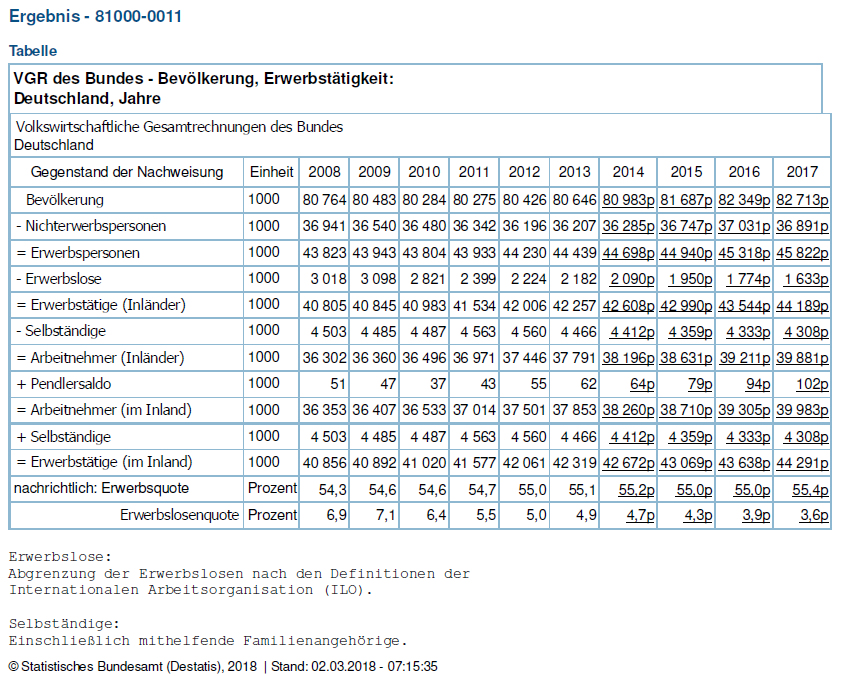 Ergebnis - 81000-0011
Tabelle
VGR des Bundes - Bevölkerung, Erwerbstätigkeit:
Deutschland, Jahre
Volkswirtschaftliche Gesamtrechnungen des Bundes
Deutschland
Gegenstand der Nachweisung Einheit 2008 2009 2010 2011 2012 2013 2014 2015 2016 2017
Bevölkerung 1000 80 764 80 483 80 284 80 275 80 426 80 646 80 983p 81 687p 82 349p 82 713p
- Nichterwerbspersonen 1000 36 941 36 540 36 480 36 342 36 196 36 207 36 285p 36 747p 37 031p 36 891p
= Erwerbspersonen 1000 43 823 43 943 43 804 43 933 44 230 44 439 44 698p 44 940p 45 318p 45 822p
- Erwerbslose 1000 3 018 3 098 2 821 2 399 2 224 2 182 2 090p 1 950p 1 774p 1 633p
= Erwerbstätige (Inländer) 1000 40 805 40 845 40 983 41 534 42 006 42 257 42 608p 42 990p 43 544p 44 189p
- Selbständige 1000 4 503 4 485 4 487 4 563 4 560 4 466 4 412p 4 359p 4 333p 4 308p
= Arbeitnehmer (Inländer) 1000 36 302 36 360 36 496 36 971 37 446 37 791 38 196p 38 631p 39 211p 39 881p
+ Pendlersaldo 1000 51 47 37 43 55 62 64p 79p 94p 102p
= Arbeitnehmer (im Inland) 1000 36 353 36 407 36 533 37 014 37 501 37 853 38 260p 38 710p 39 305p 39 983p
+ Selbständige 1000 4 503 4 485 4 487 4 563 4 560 4 466 4 412p 4 359p 4 333p 4 308p
= Erwerbstätige (im Inland) 1000 40 856 40 892 41 020 41 577 42 061 42 319 42 672p 43 069p 43 638p 44 291p
nachrichtlich: Erwerbsquote Prozent 54,3 54,6 54,6 54,7 55,0 55,1 55,2p 55,0p 55,0p 55,4p
Erwerbslosenquote Prozent 6,9 7,1 6,4 5,5 5,0 4,9 4,7p 4,3p 3,9p 3,6p
Erwerbslose:
Abgrenzung der Erwerbslosen nach den Definitionen der
Internationalen Arbeitsorganisation (ILO).
Selbständige:
Einschließlich mithelfende Familienangehörige.
© Statistisches Bundesamt (Destatis), 2018 | Stand: 02.03.2018 - 07:15:35